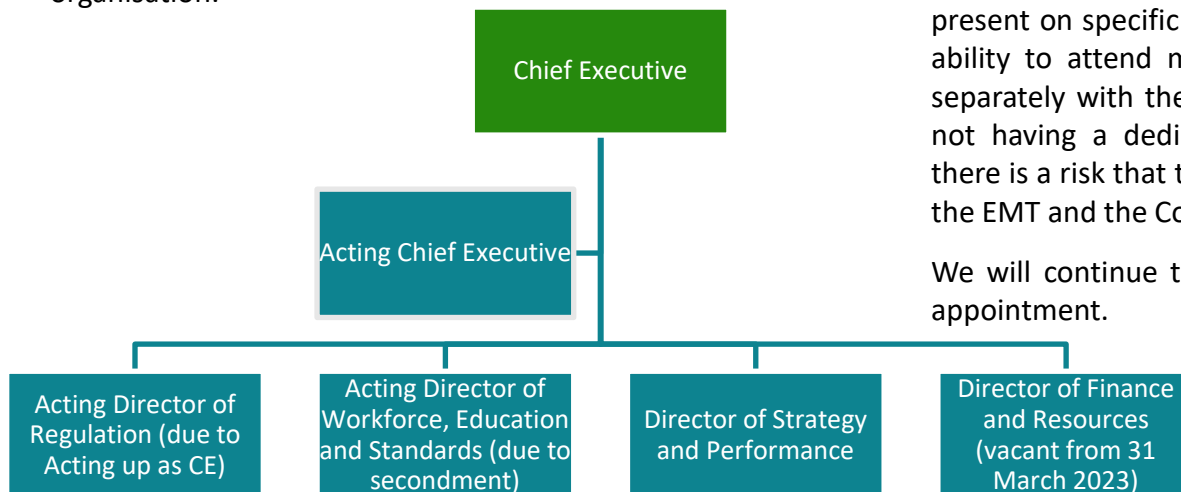 organisation.
Chief Executive
Acting Chief Executive
Acting Director of
Regulation (due to
Acting up as CE)
Acting Director of
Workforce, Education
and Standards (due to
secondment)
Director of Strategy
and Performance
Director of Finance
and Resources
(vacant from 31
March 2023)
present on specific
ability to attend
separately with the
not having a dedi
there is a risk that
the EMT and the Co
We will continue
appointment.